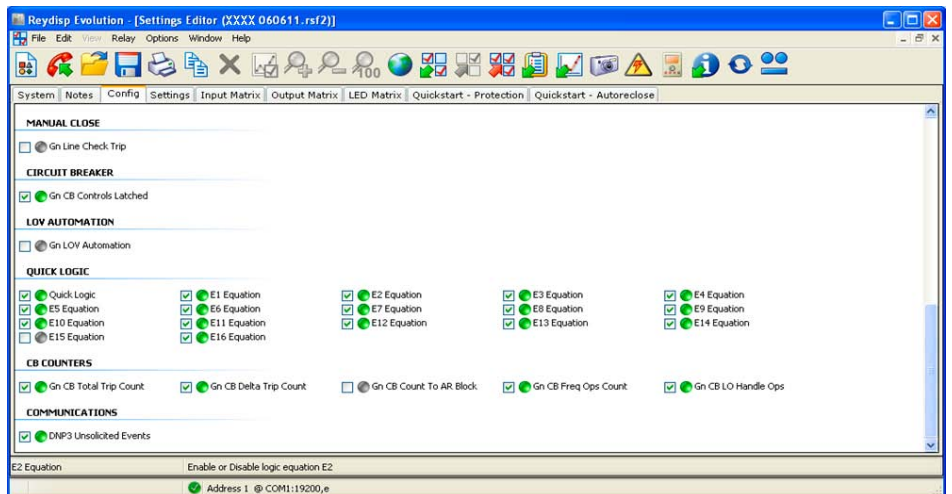 Reydisp Evolution - [Settings Editor (XXXX 060611.rsf2)]
File Edit View Relay Options Window Help
100
System Notes Config Settings Input Matrix Output Matrix LED Matrix Quickstart - Protection Quickstart - Autoreclose
MANUAL CLOSE
Gn Line Check Trip
CIRCUIT BREAKER
Gn CB Controls Latched
LOV AUTOMATION
Gn LOV Automation
QUICK LOGIC
Quick Logic E1 Equation E2 Equation E3 Equation E4 Equation
E5 Equation E6 Equation E7 Equation E8 Equation E9 Equation
E10 Equation E11 Equation E12 Equation E13 Equation E14 Equation
E15 Equation E16 Equation
CB COUNTERS
Gn CB Total Trip Count Gn CB Delta Trip Count Gn CB Count To AR Block Gn CB Freq Ops Count Gn CB LO Handle Ops
COMMUNICATIONS
DNP3 Unsolicited Events
E2 Equation Enable or Disable logic equation E2
Address 1 @ COM1:19200,e